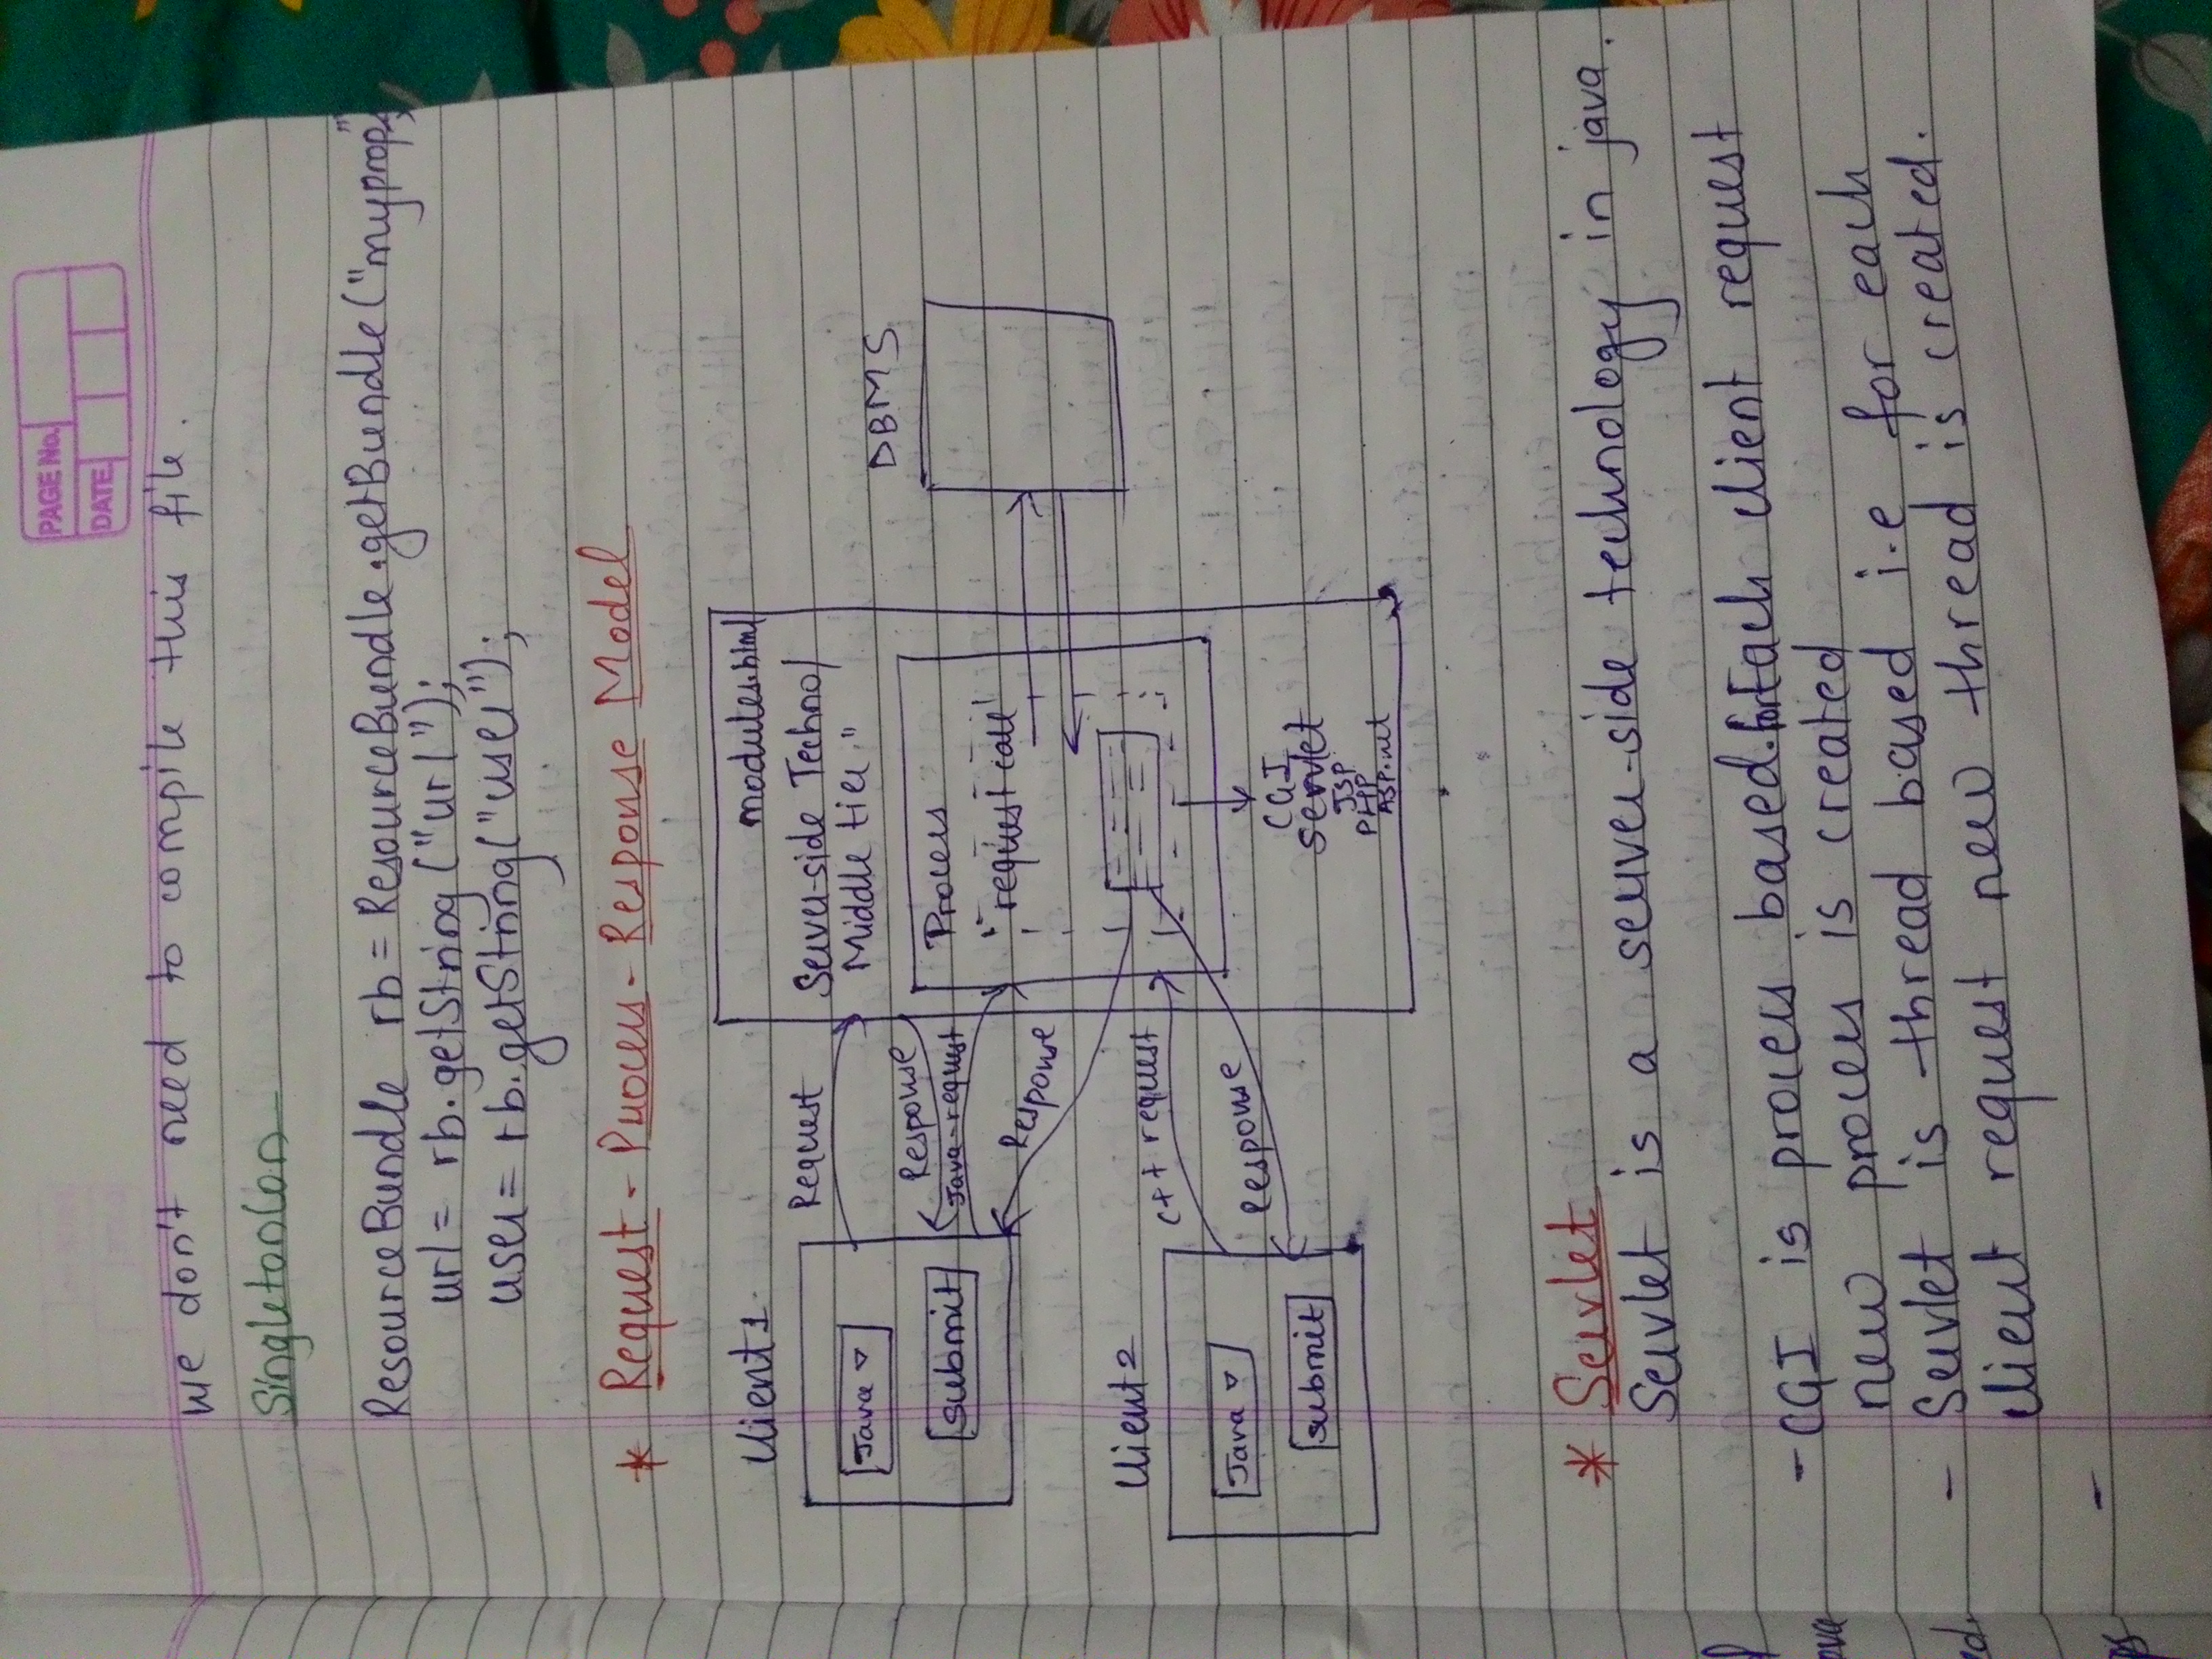 PAGE No.
DATE
we don't need to compile this file.
SingletonCon
ResourceBundle rb = ResourceBundle.getBundle("myprop");
url = rb.getString("url");
user = rb.getString("user");
* Request - Process - Response Model
Client 1
modules.html
Request
Server-side Techno/
Java ▽
Middle tier "
DBMS
Response
submit
Process
Java-request
"request call"
Response
Client 2
C++ request
Java ▽
Response
CGI
submit
servlet
JSP
PHP
ASP.net
* Servlet
Servlet is a server-side technology in java.
- CGI is process based. for Each client request
new process is created
- Servlet is thread based i.e for each
client request new thread is created.
-